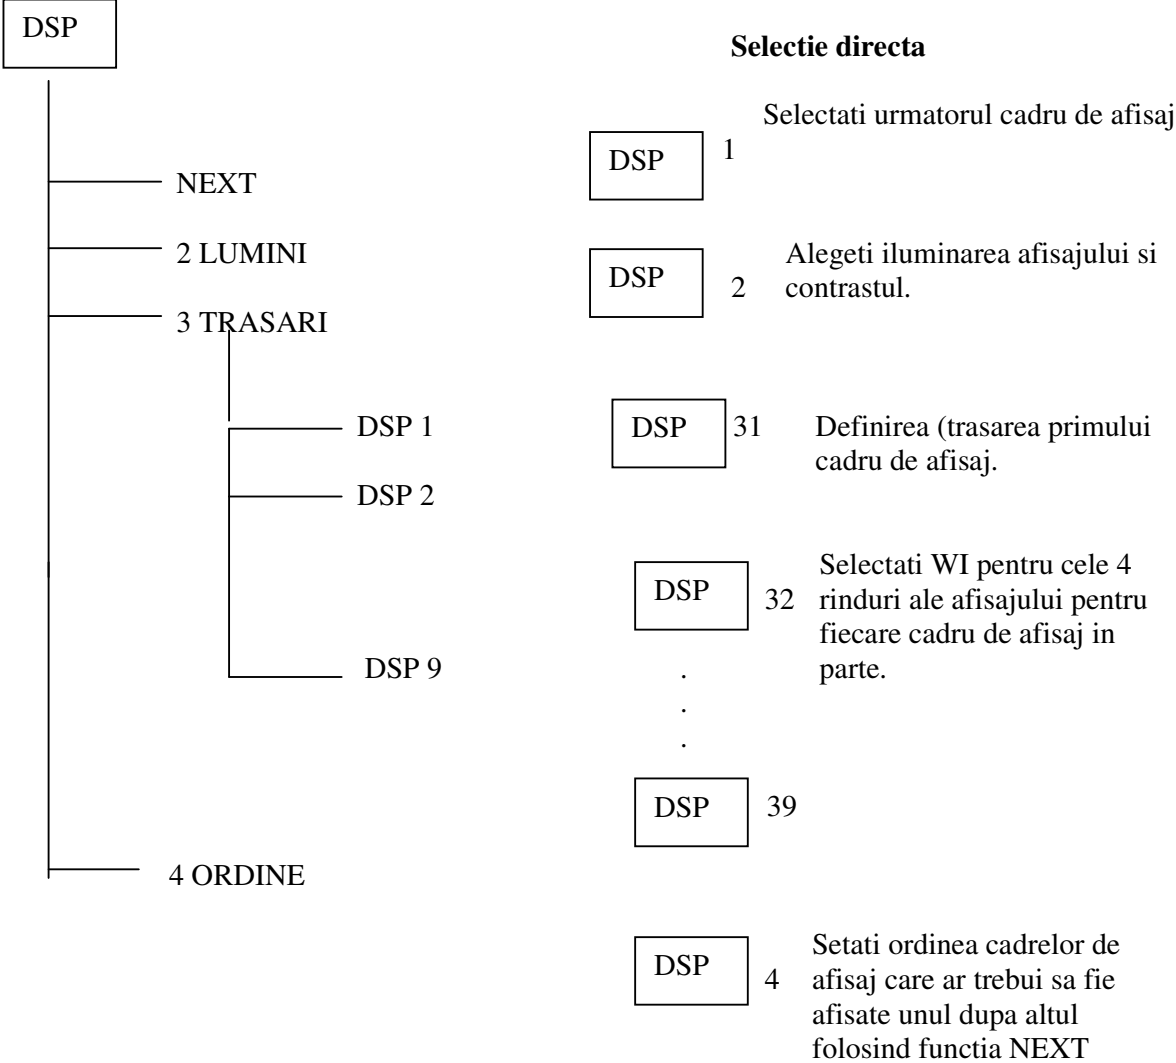 DSP
Selectie directa
Selectati urmatorul cadru de afisaj
DSP 1
NEXT
2 LUMINI
DSP 2
Alegeti iluminarea afisajului si
contrastul.
3 TRASARI
DSP 1
DSP 31
Definirea (trasarea primului
cadru de afisaj.
DSP 2
DSP 32
Selectati WI pentru cele 4
rinduri ale afisajului pentru
fiecare cadru de afisaj in
parte.
DSP 9
.
.
.
DSP 39
4 ORDINE
DSP 4
Setati ordinea cadrelor de
afisaj care ar trebui sa fie
afisate unul dupa altul
folosind functia NEXT